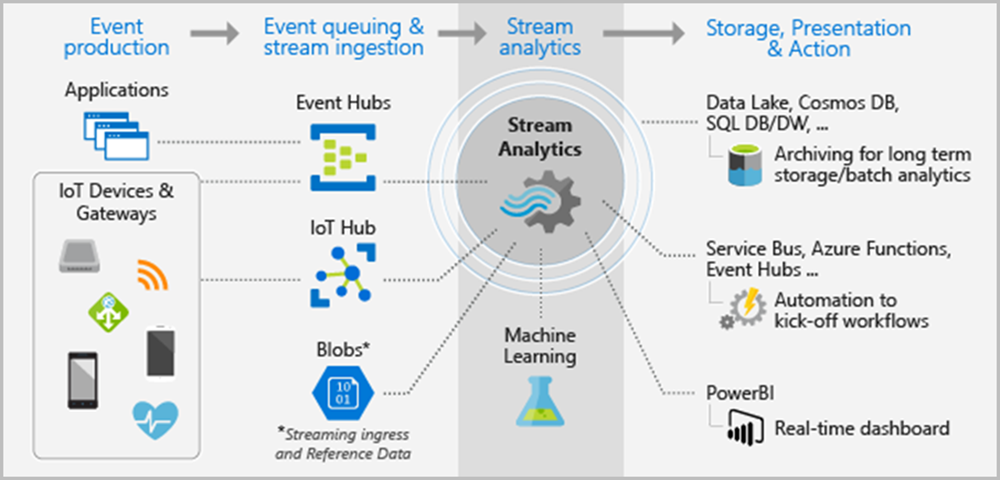 Event
production
Event queuing &
stream ingestion
Stream
analytics
Storage, Presentation
& Action
Applications
IoT Devices &
Gateways
Event Hubs
IoT Hub
Blobs*
10
01
*Streaming ingress
and Reference Data
Stream
Analytics
Machine
Learning
Data Lake, Cosmos DB,
SQL DB/DW, ...
Archiving for long term
storage/batch analytics
Service Bus, Azure Functions,
Event Hubs ...
Automation to
kick-off workflows
PowerBI
Real-time dashboard